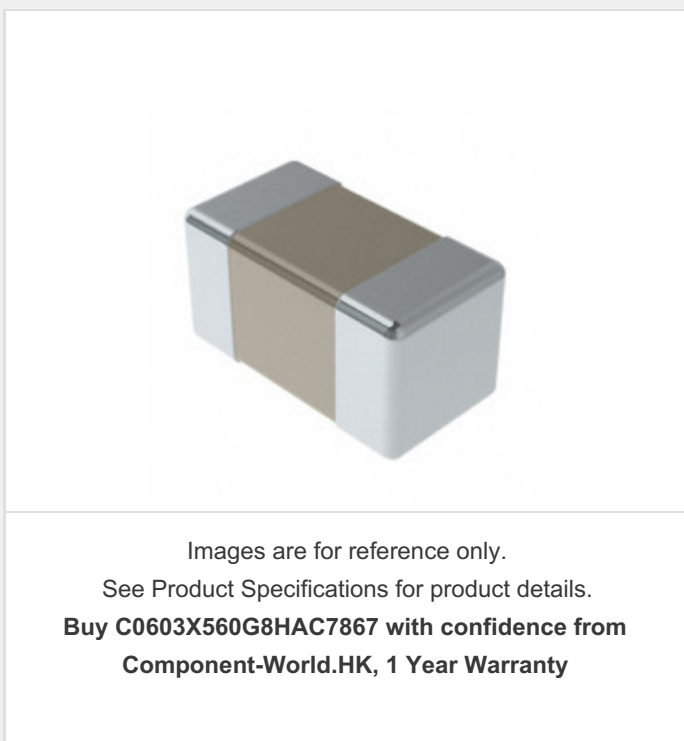 Images are for reference only.
See Product Specifications for product details.
Buy C0603X560G8HAC7867 with confidence from
Component-World.HK, 1 Year Warranty